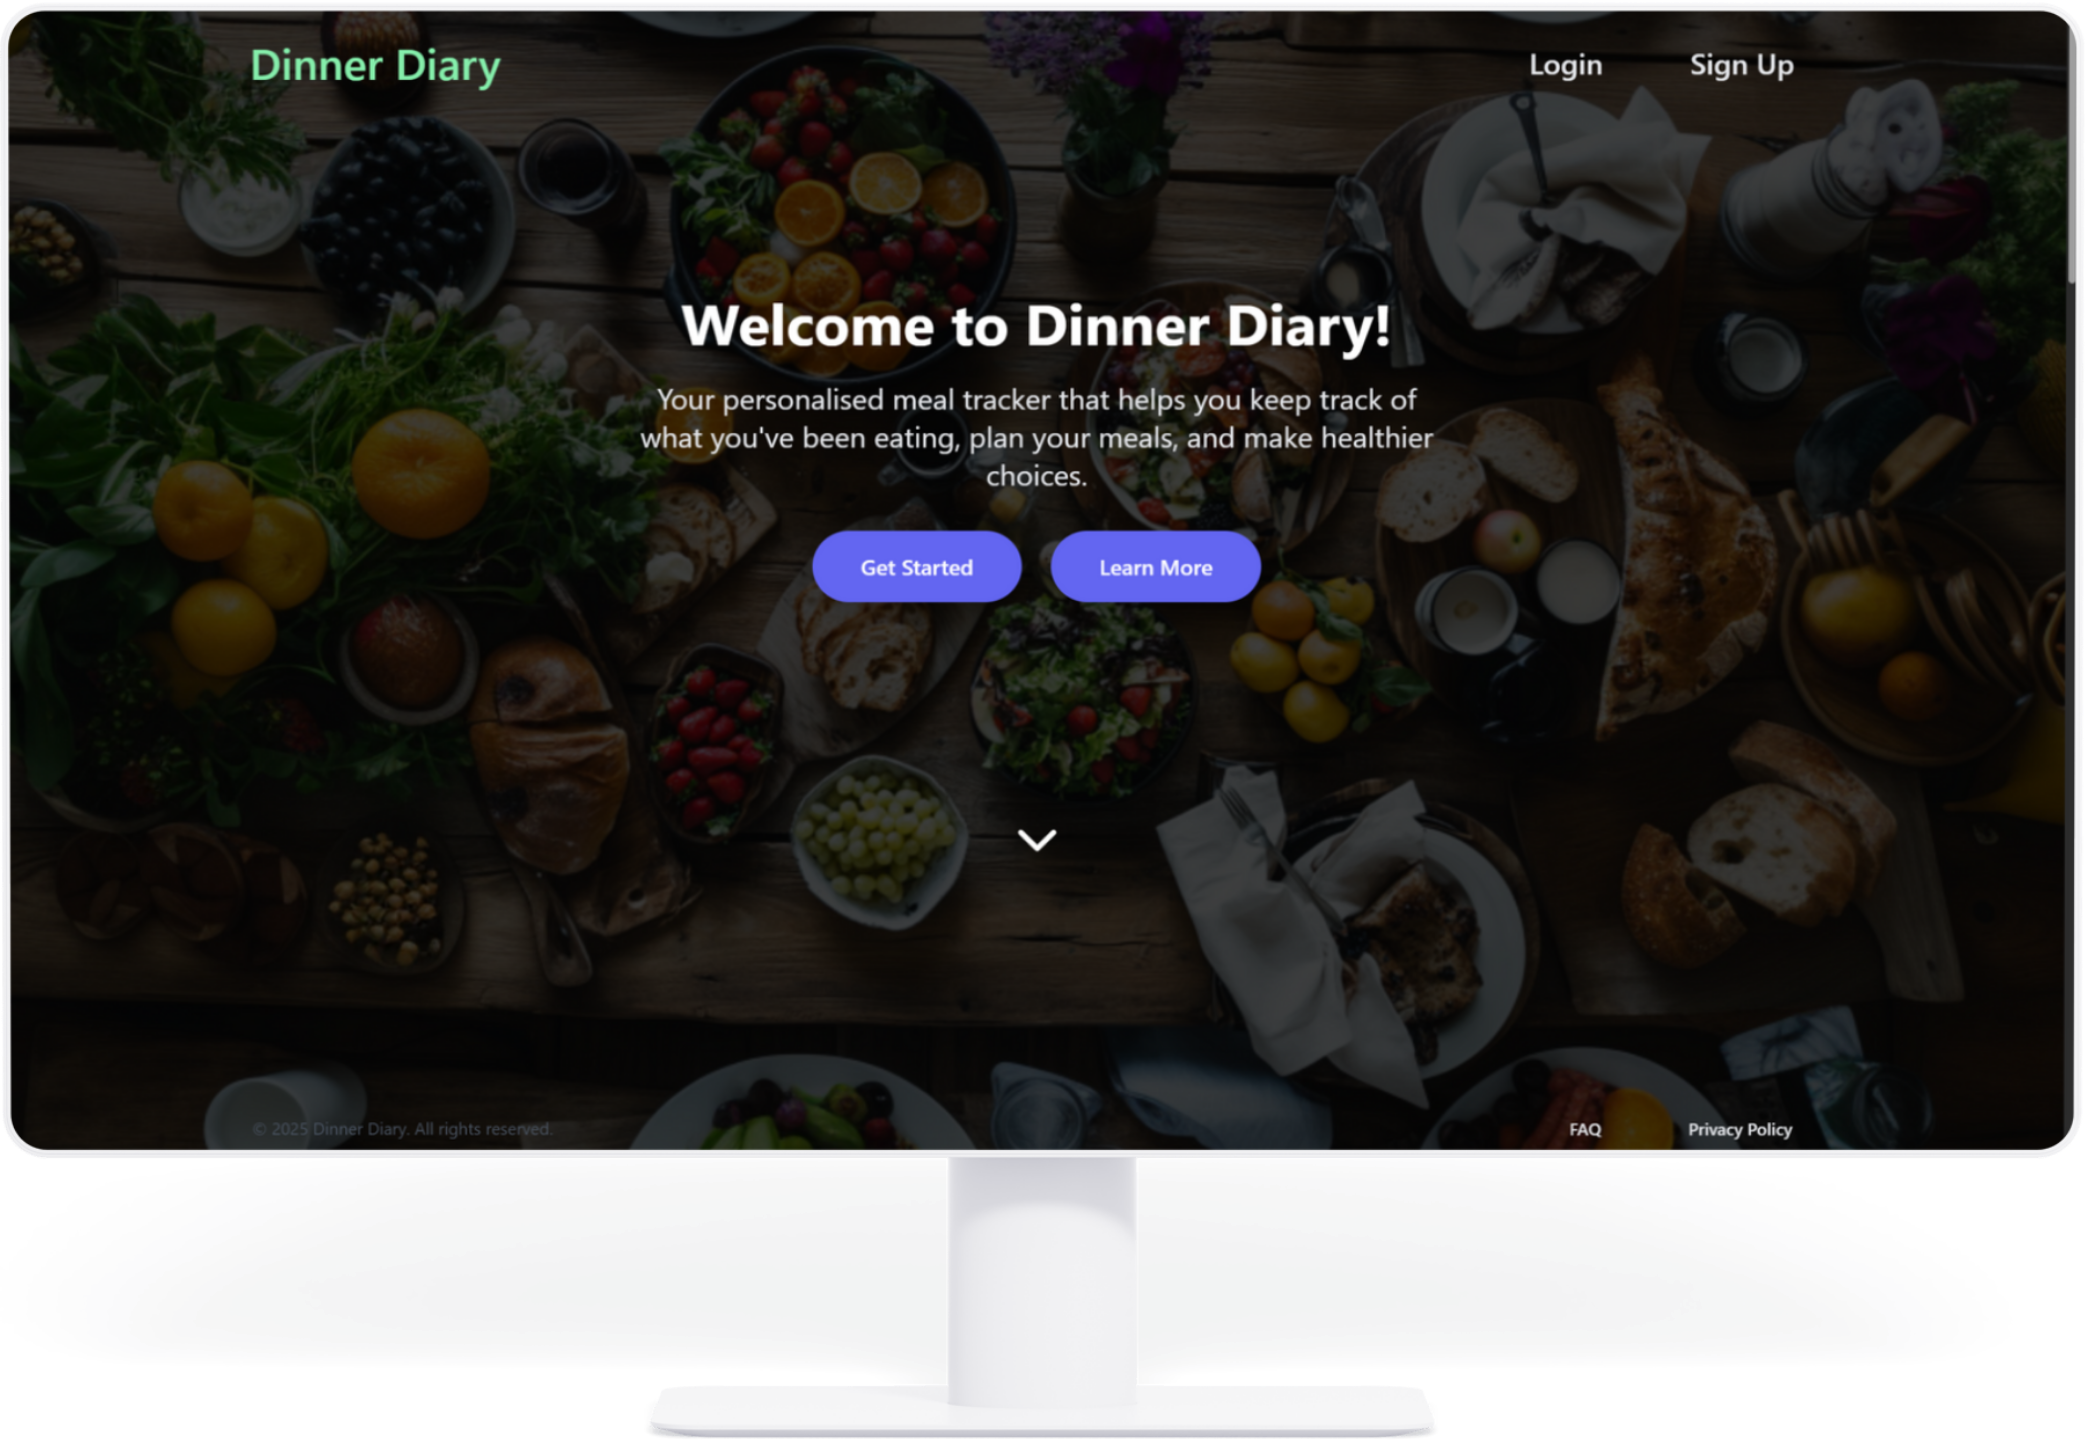 Dinner Diary
Login
Sign Up
Welcome to Dinner Diary!
Your personalised meal tracker that helps you keep track of
what you've been eating, plan your meals, and make healthier
choices.
Get Started
Learn More
© 2025 Dinner Diary. All rights reserved.
FAQ
Privacy Policy